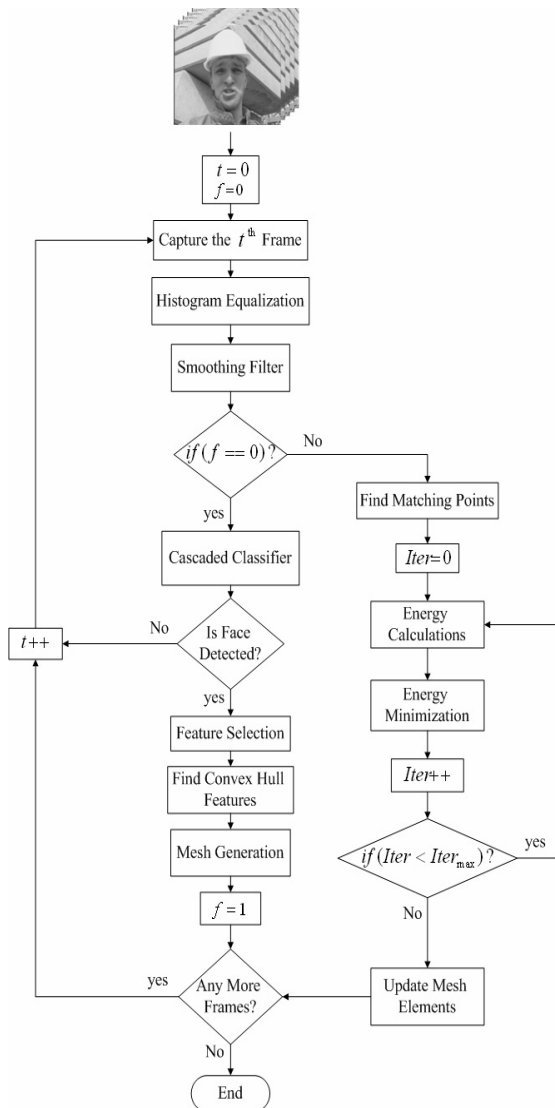 t = 0
f=0
Capture the t^th Frame
Histogram Equalization
Smoothing Filter
if (f == 0) ?
No
yes
Cascaded Classifier
Is Face
Detected?
No
t++
yes
Feature Selection
Find Convex Hull
Features
Mesh Generation
f =1
Any More
Frames?
yes
No
End
Find Matching Points
Iter=0
Energy
Calculations
Energy
Minimization
Iter++
if (Iter < Iter_max) ?
yes
No
Update Mesh
Elements